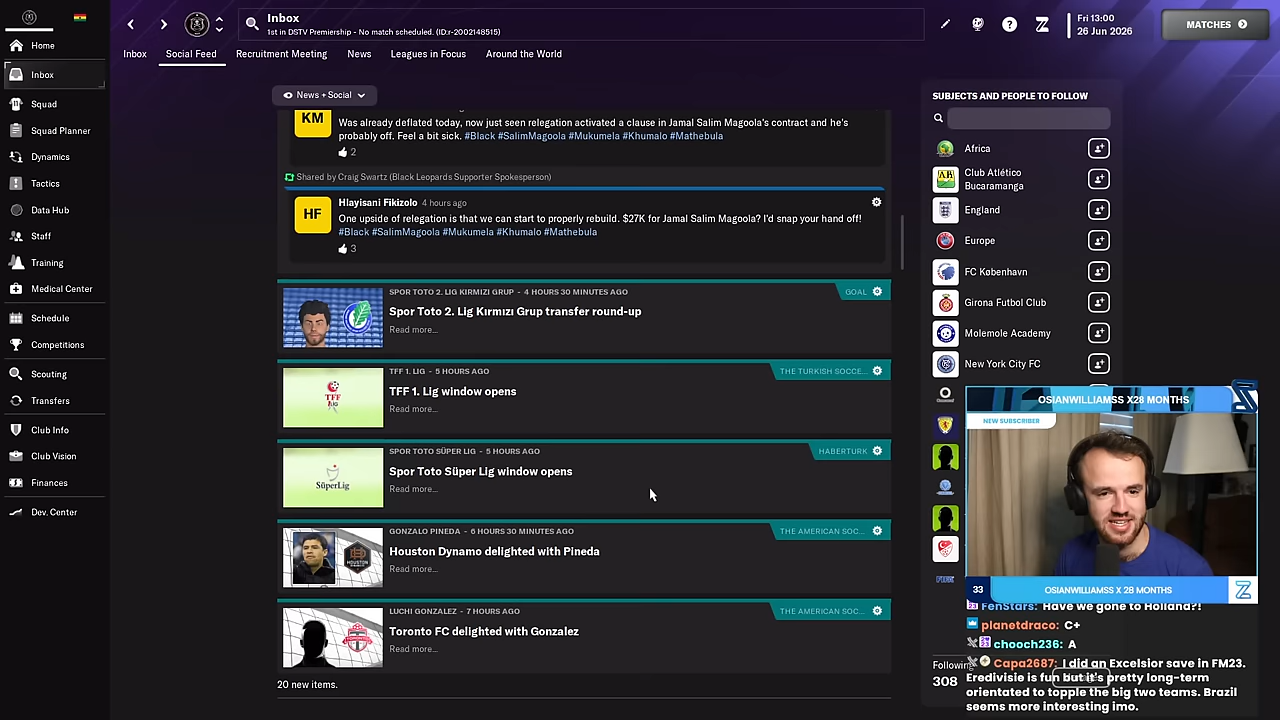 Inbox
1st in DSTV Premiership - No match scheduled. (ID:r-2002148515)
Fri 13:00
26 Jun 2026
MATCHES
Home
Inbox
Squad
Squad Planner
Dynamics
Tactics
Data Hub
Staff
Training
Medical Center
Schedule
Competitions
Scouting
Transfers
Club Info
Club Vision
Finances
Dev. Center
Inbox
Social Feed
Recruitment Meeting
News
Leagues in Focus
Around the World
News + Social
KM
Was already deflated today, now just seen relegation activated a clause in Jamal Salim Magoola's contract and he's
probably off. Feel a bit sick. #Black #SalimMagoola #Mukumela #Khumalo #Mathebula
2
Shared by Craig Swartz (Black Leopards Supporter Spokesperson)
HF
Hlayisani Fikizolo 4 hours ago
One upside of relegation is that we can start to properly rebuild. $27K for Jamal Salim Magoola? I'd snap your hand off!
#Black #SalimMagoola #Mukumela #Khumalo #Mathebula
3
SPOR TOTO 2. LIG KIRMIZI GRUP - 4 HOURS 30 MINUTES AGO
GOAL
Spor Toto 2. Lig Kırmızı Grup transfer round-up
Read more...
TFF 1. LIG - 5 HOURS AGO
THE TURKISH SOCCE...
TFF 1. Lig window opens
Read more...
SPOR TOTO SÜPER LIG - 5 HOURS AGO
HABERTURK
Spor Toto Süper Lig window opens
Read more...
SüperLig
GONZALO PINEDA - 6 HOURS 30 MINUTES AGO
THE AMERICAN SOC...
Houston Dynamo delighted with Pineda
Read more...
LUCHI GONZALEZ - 7 HOURS AGO
THE AMERICAN SOC...
Toronto FC delighted with Gonzalez
Read more...
20 new items.
SUBJECTS AND PEOPLE TO FOLLOW
Africa
Club Atlético
Bucaramanga
England
Europe
FC København
Girona Futbol Club
Molemole Academy
New York City FC
Following
308
OSIANWILLIAMSS X28 MONTHS
NEW SUBSCRIBER
33
OSIANWILLIAMSS X 28 MONTHS
FenStars: Have we gone to Holland?!
planetdraco: C+
chooch236: A
Capa2687: I did an Excelsior save in FM23.
Eredivisie is fun but it's pretty long-term
orientated to topple the big two teams. Brazil
seems more interesting imo.